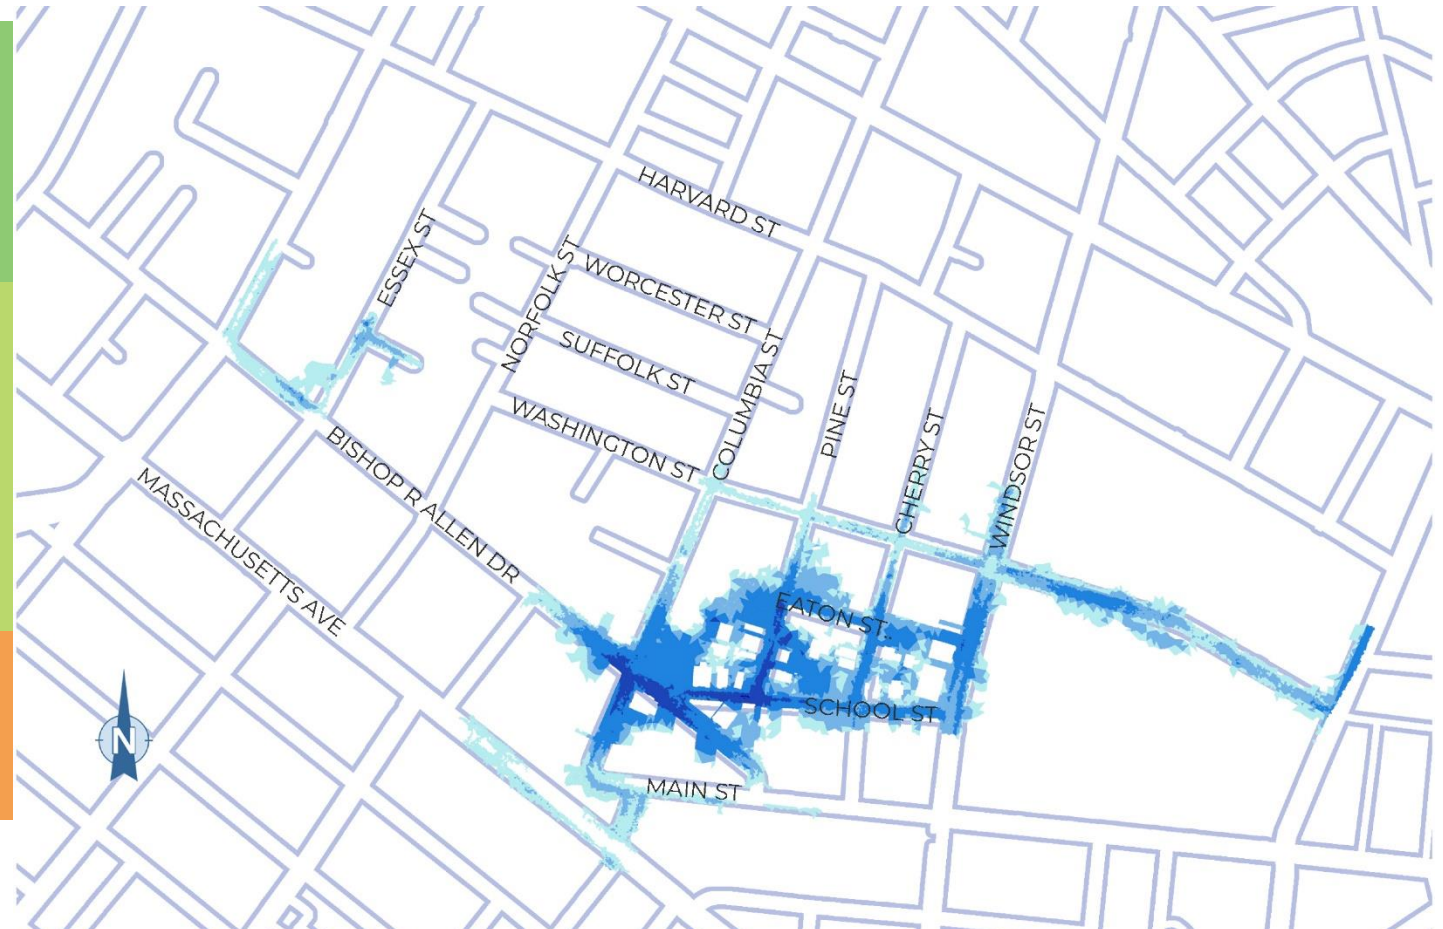 HARVARD ST
ESSEX ST
NORFOLK ST
WORCESTER ST
SUFFOLK ST
COLUMBIA ST
PINE ST
WASHINGTON ST
CHERRY ST
WINDSOR ST
BISHOP R ALLEN DR
MASSACHUSETTS AVE
EATON ST.
SCHOOL ST
MAIN ST
N